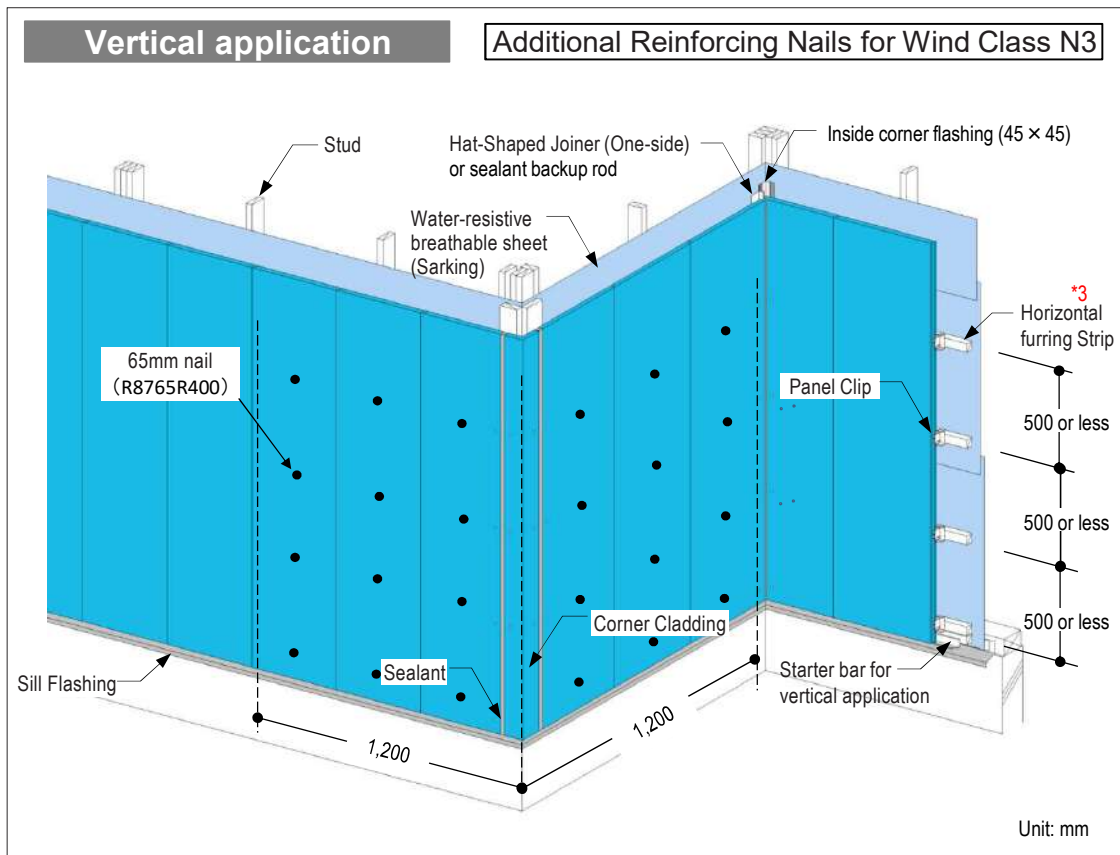 Vertical application
Additional Reinforcing Nails for Wind Class N3
Stud
Hat-Shaped Joiner (One-side)
or sealant backup rod
Inside corner flashing (45 × 45)
Water-resistive
breathable sheet
(Sarking)
*3
Horizontal
furring Strip
65mm nail
（R8765R400）
Panel Clip
500 or less
500 or less
500 or less
Corner Cladding
Sealant
Sill Flashing
Starter bar for
vertical application
1,200
1,200
Unit: mm